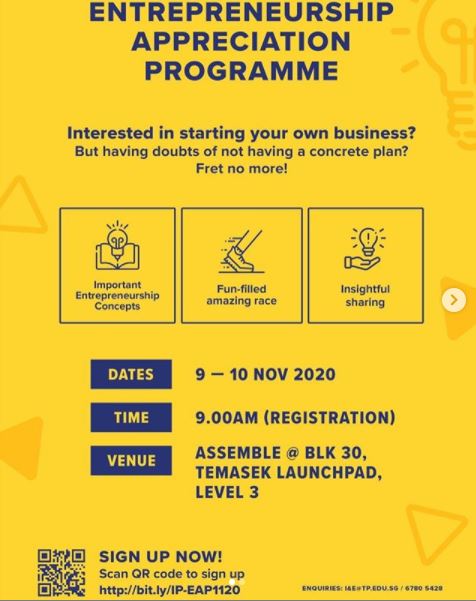 ENTREPRENEURSHIP
APPRECIATION
PROGRAMME
Interested in starting your own business?
But having doubts of not having a concrete plan?
Fret no more!
Important
Entrepreneurship
Concepts
Fun-filled
amazing race
Insightful
sharing
DATES 9 — 10 NOV 2020
TIME 9.00AM (REGISTRATION)
VENUE ASSEMBLE @ BLK 30,
TEMASEK LAUNCHPAD,
LEVEL 3
SIGN UP NOW!
Scan QR code to sign up
http://bit.ly/IP-EAP1120
ENQUIRIES: I&E@TP.EDU.SG / 6780 5428